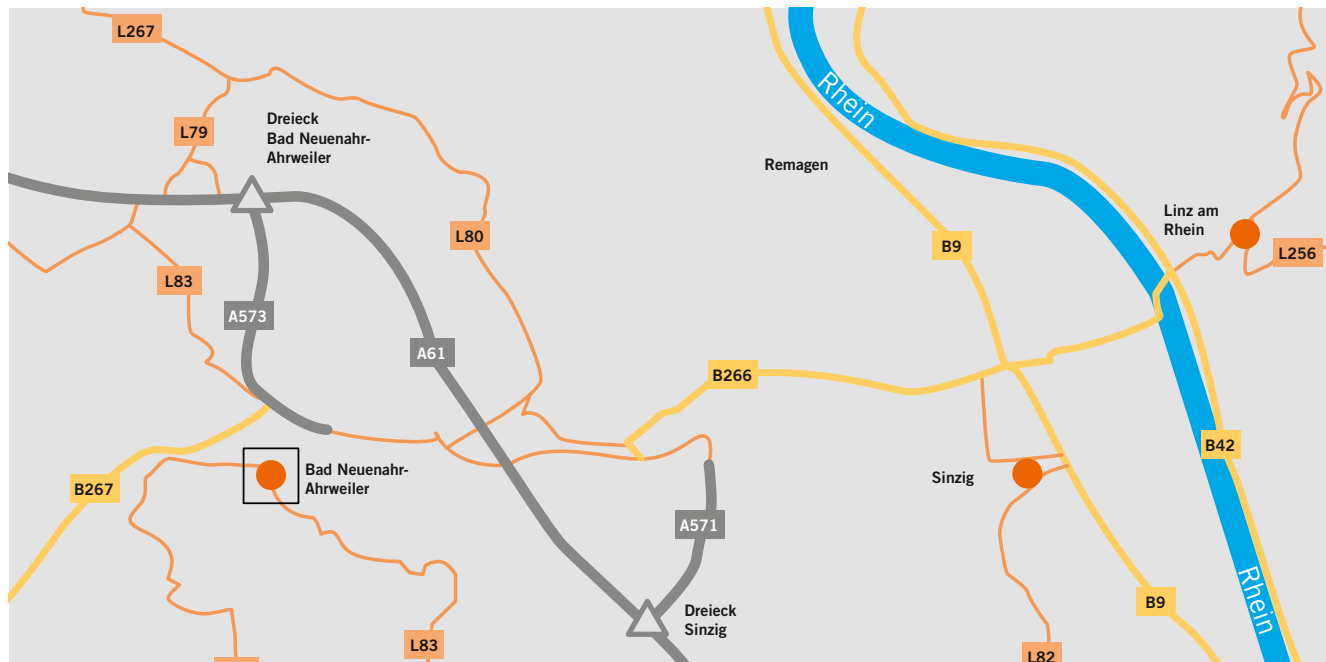 L267
L79
Dreieck
Bad Neuenahr-
Ahrweiler
Rhein
Remagen
Linz am
Rhein
L80
B9
L256
L83
A573
A61
B266
B42
Bad Neuenahr-
Ahrweiler
B267
Sinzig
A571
Dreieck
Sinzig
B9
Rhein
L83
L82